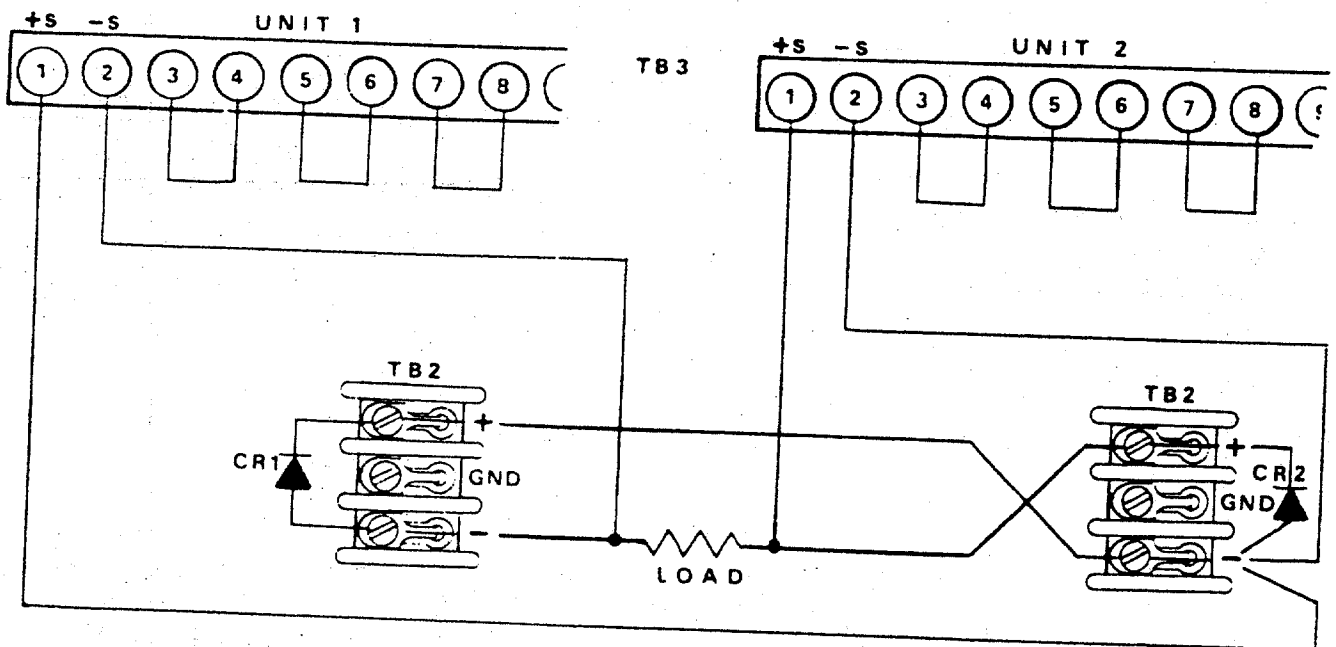 +S -S UNIT 1
1 2 3 4 5 6 7 8
TB3
+S -S UNIT 2
1 2 3 4 5 6 7 8
TB2
+
CR1
GND
-
LOAD
TB2
+
CR2
GND
-